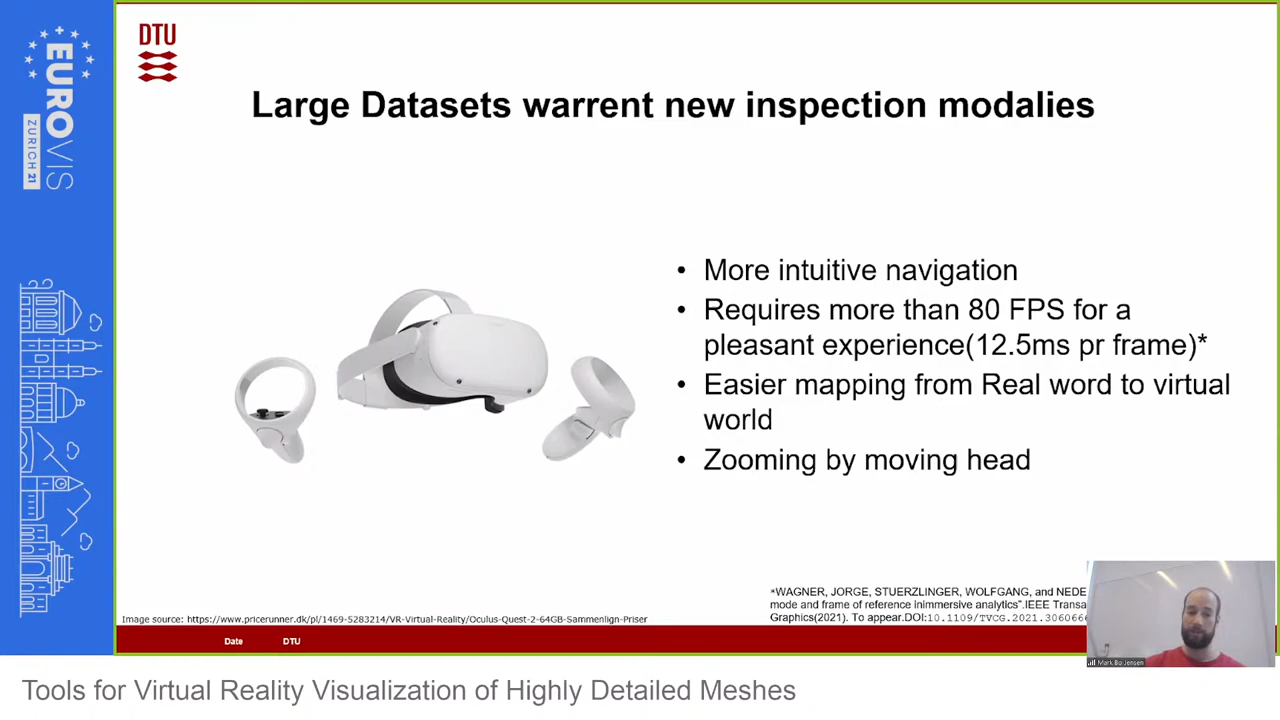 EUROVIS
ZURICH 21
DTU
Large Datasets warrent new inspection modalies
• More intuitive navigation
• Requires more than 80 FPS for a
pleasant experience(12.5ms pr frame)*
• Easier mapping from Real word to virtual
world
• Zooming by moving head
*WAGNER, JORGE, STUERZLINGER, WOLFGANG, and NEDE
mode and frame of reference inimmersive analytics".IEEE Transa
Graphics(2021). To appear.DOI:10.1109/TVCG.2021.306066
Image source: https://www.pricerunner.dk/pl/1469-5283214/VR-Virtual-Reality/Oculus-Quest-2-64GB-Sammenlign-Priser
Date DTU
Mark Bo Jensen
Tools for Virtual Reality Visualization of Highly Detailed Meshes